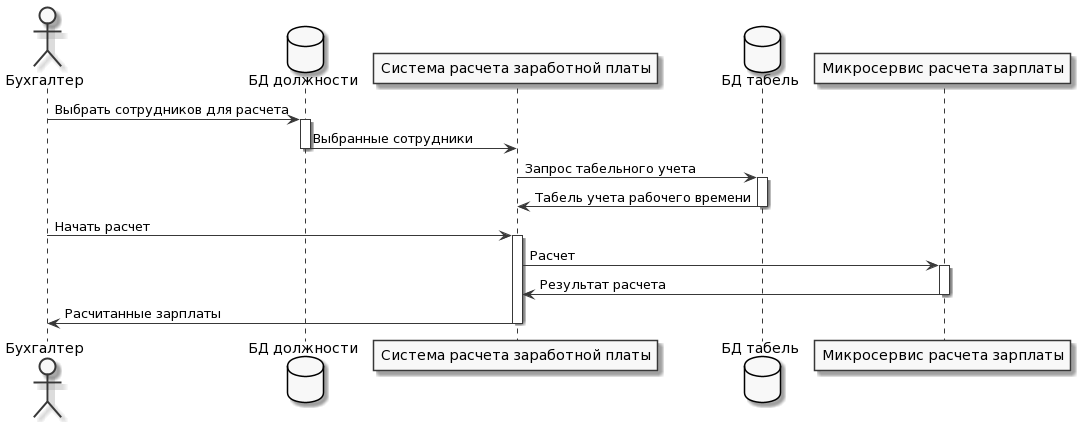 Бухгалтер
БД должности
Система расчета заработной платы
БД табель
Микросервис расчета зарплаты
Выбрать сотрудников для расчета
Выбранные сотрудники
Запрос табельного учета
Табель учета рабочего времени
Начать расчет
Расчет
Результат расчета
Расчитанные зарплаты
Бухгалтер
БД должности
Система расчета заработной платы
БД табель
Микросервис расчета зарплаты